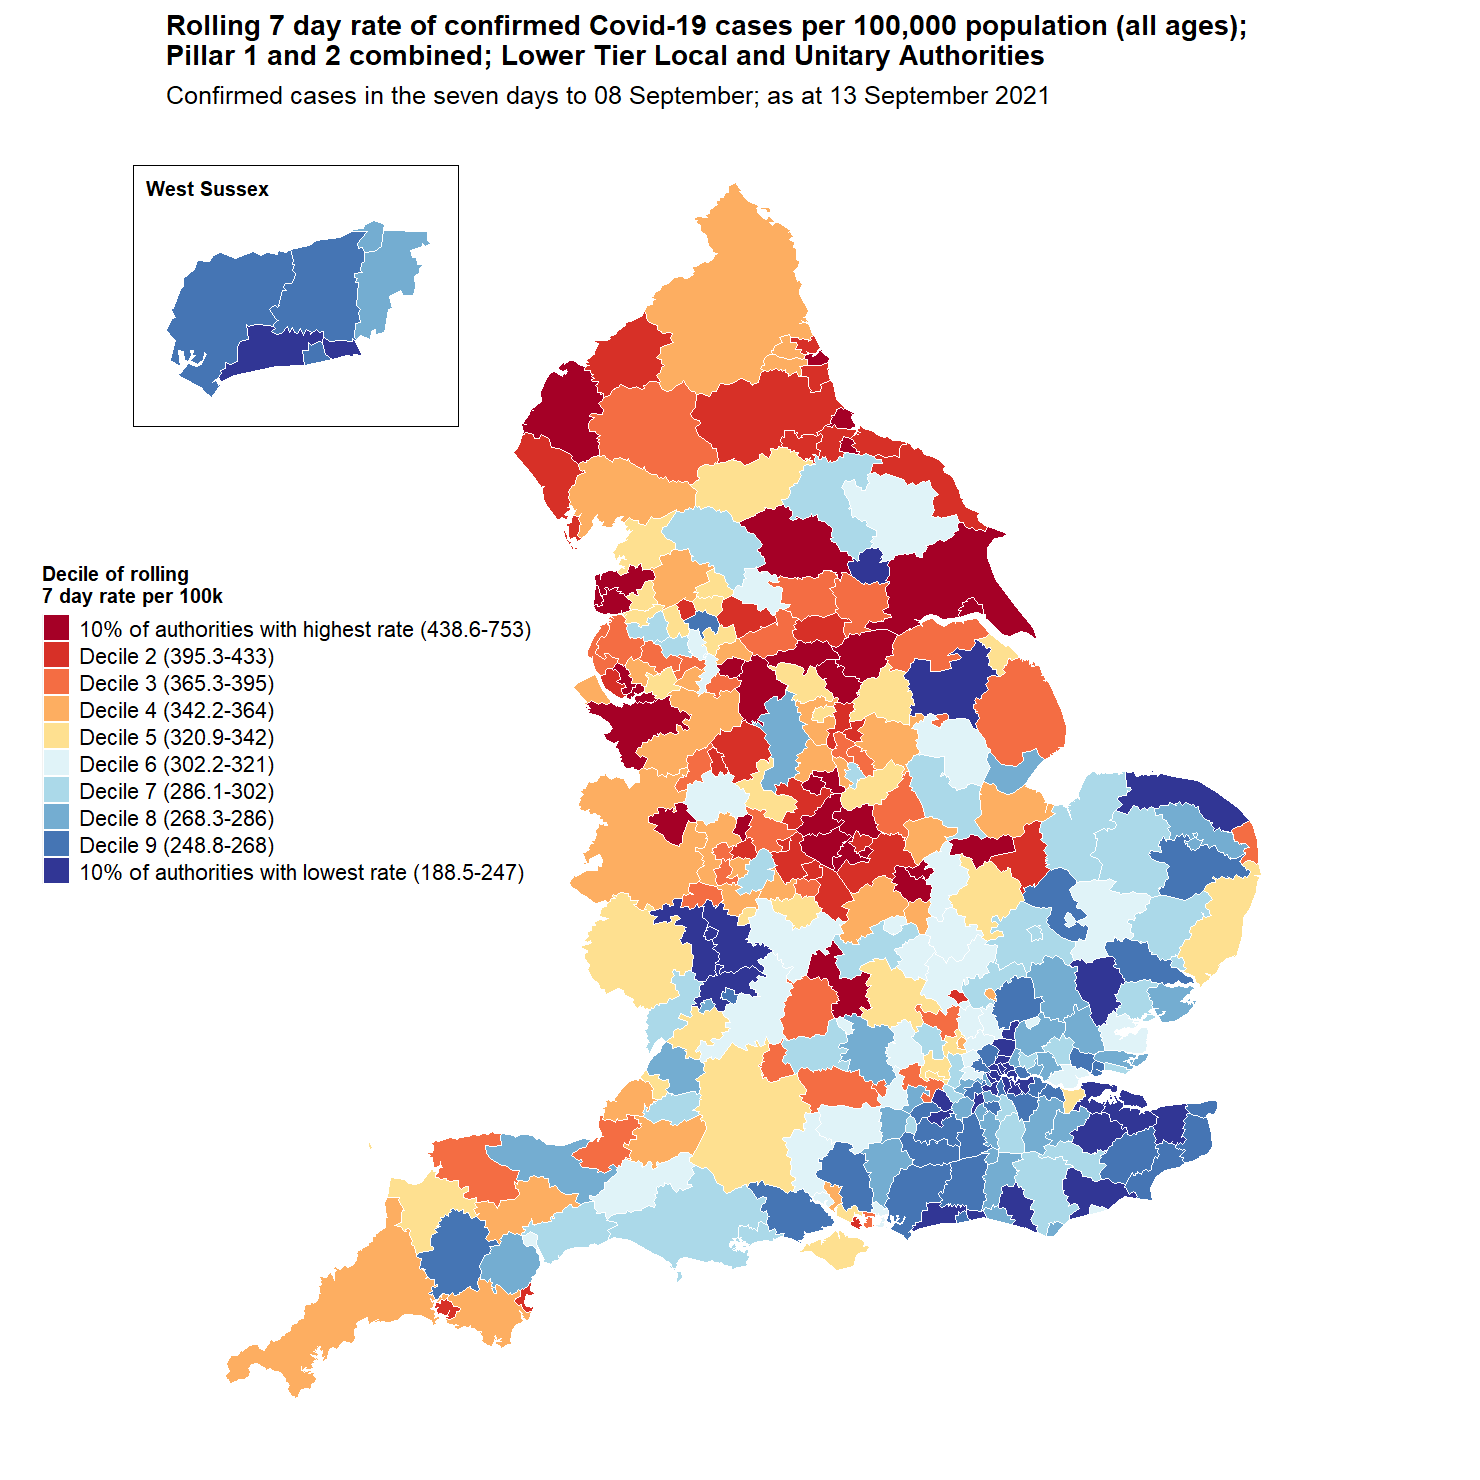 Rolling 7 day rate of confirmed Covid-19 cases per 100,000 population (all ages);
Pillar 1 and 2 combined; Lower Tier Local and Unitary Authorities
Confirmed cases in the seven days to 08 September; as at 13 September 2021
West Sussex
Decile of rolling
7 day rate per 100k
10% of authorities with highest rate (438.6-753)
Decile 2 (395.3-433)
Decile 3 (365.3-395)
Decile 4 (342.2-364)
Decile 5 (320.9-342)
Decile 6 (302.2-321)
Decile 7 (286.1-302)
Decile 8 (268.3-286)
Decile 9 (248.8-268)
10% of authorities with lowest rate (188.5-247)